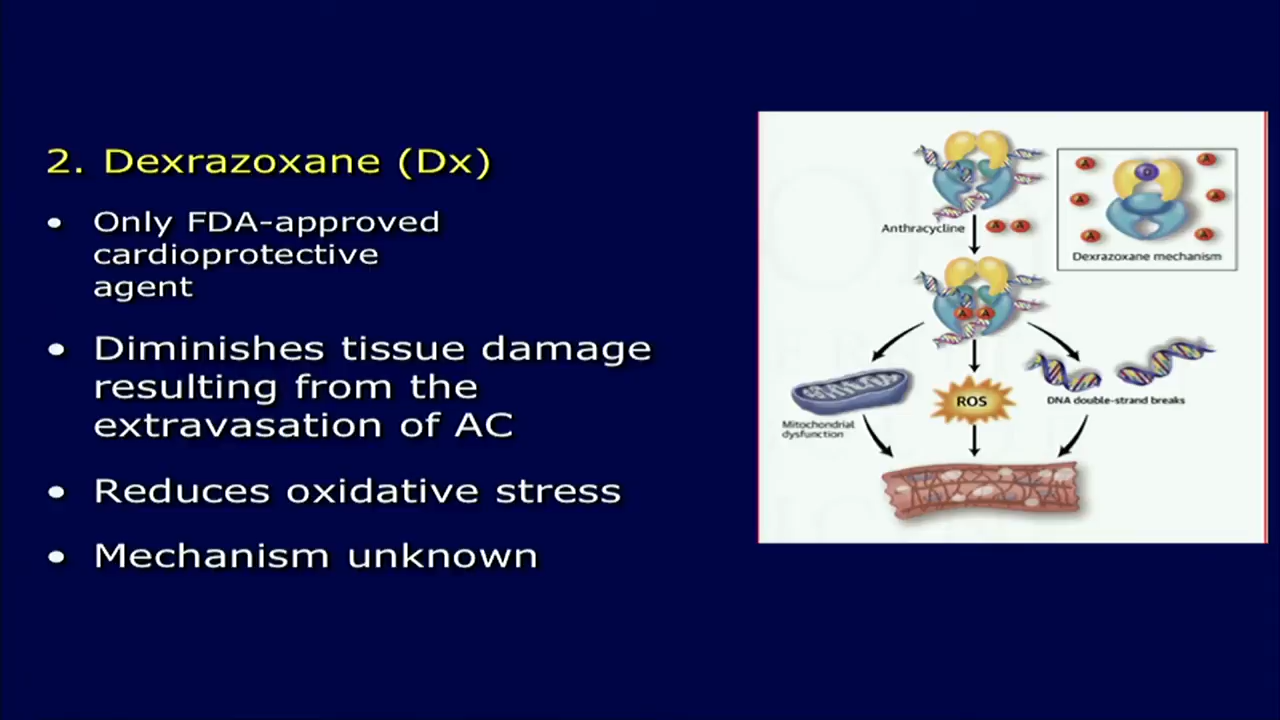 2. Dexrazoxane (Dx)
• Only FDA-approved
cardioprotective
agent
• Diminishes tissue damage
resulting from the
extravasation of AC
• Reduces oxidative stress
• Mechanism unknown
Anthracycline
A A
A A
A D A
A A
A A
Dexrazoxane mechanism
A A
ROS
DNA double-strand breaks
Mitochondrial
dysfunction